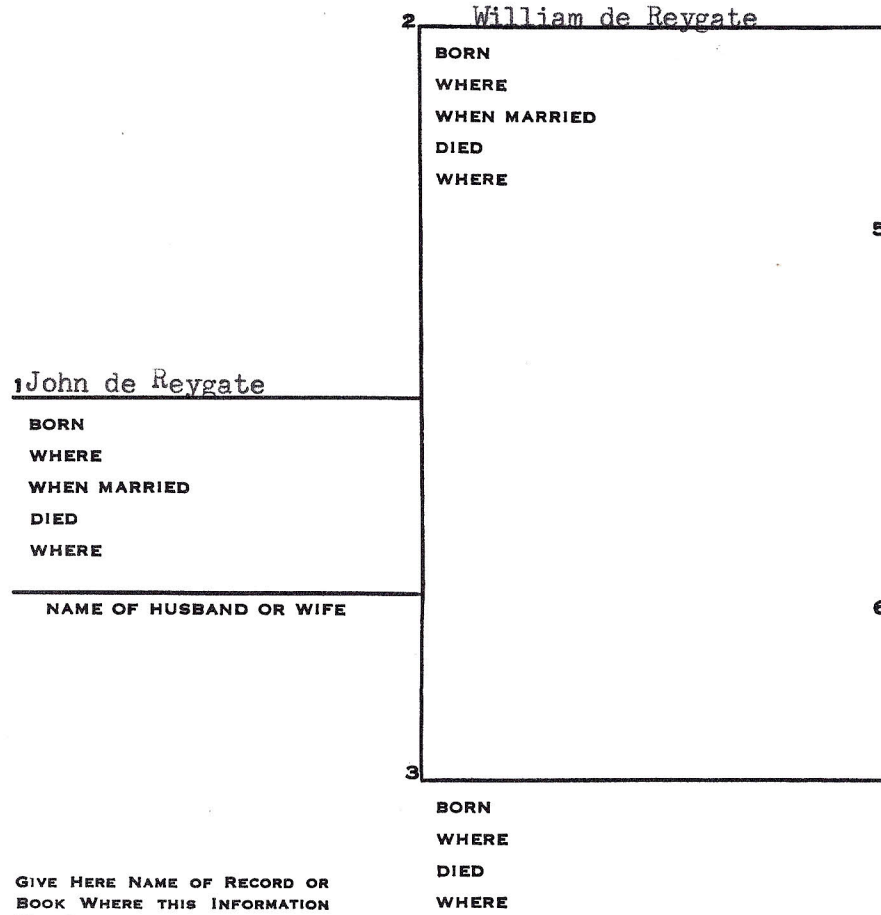 2 William de Reygate
BORN
WHERE
WHEN MARRIED
DIED
WHERE
5
1 John de Reygate
BORN
WHERE
WHEN MARRIED
DIED
WHERE
NAME OF HUSBAND OR WIFE
6
3
BORN
WHERE
DIED
WHERE
GIVE HERE NAME OF RECORD OR
BOOK WHERE THIS INFORMATION